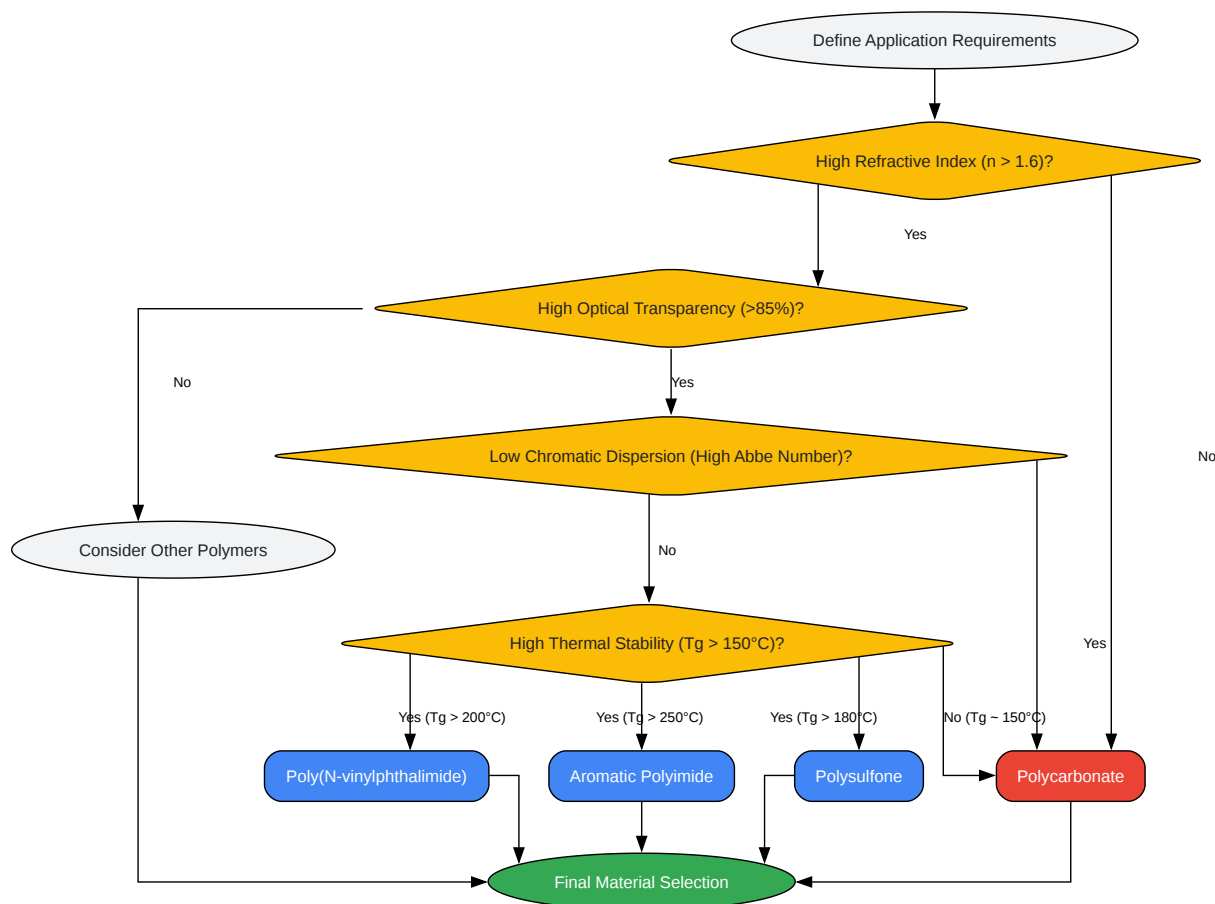 Define Application Requirements
High Refractive Index (n > 1.6)?
Yes
High Optical Transparency (>85%)?
No
Yes
Low Chromatic Dispersion (High Abbe Number)?
No
Consider Other Polymers
No
High Thermal Stability (Tg > 150°C)?
Yes
Yes (Tg > 200°C)
Yes (Tg > 250°C)
Yes (Tg > 180°C)
No (Tg ~ 150°C)
Poly(N-vinylphthalimide)
Aromatic Polyimide
Polysulfone
Polycarbonate
Final Material Selection